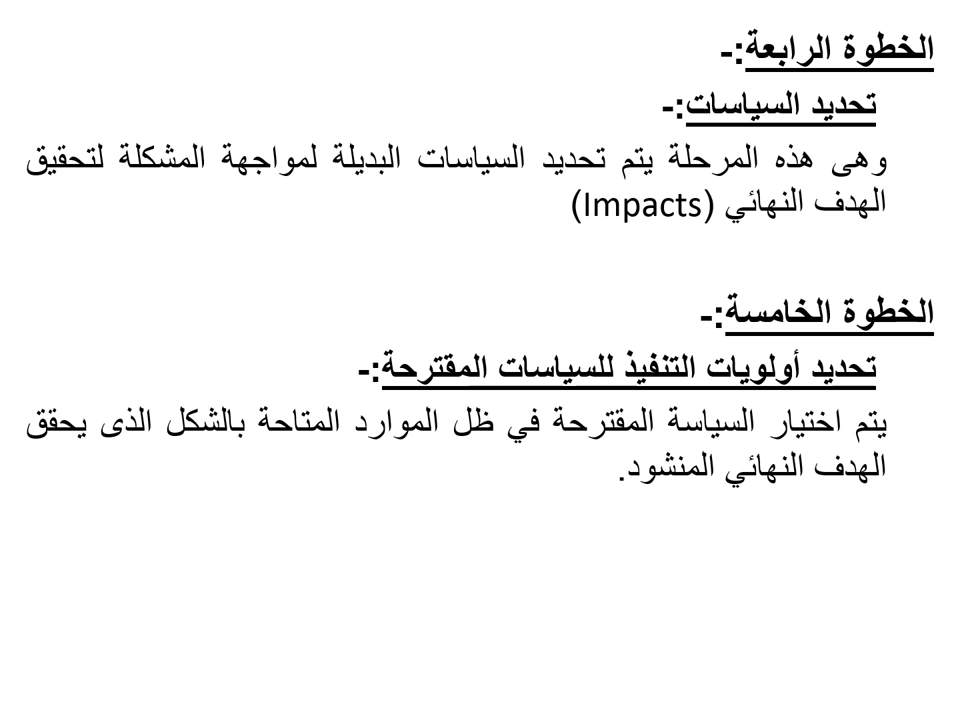 الخطوة الرابعة:-
تحديد السياسات:-
وهى هذه المرحلة يتم تحديد السياسات البديلة لمواجهة المشكلة لتحقيق
الهدف النهائي (Impacts)
الخطوة الخامسة:-
تحديد أولويات التنفيذ للسياسات المقترحة:-
يتم اختيار السياسة المقترحة في ظل الموارد المتاحة بالشكل الذى يحقق
الهدف النهائي المنشود.